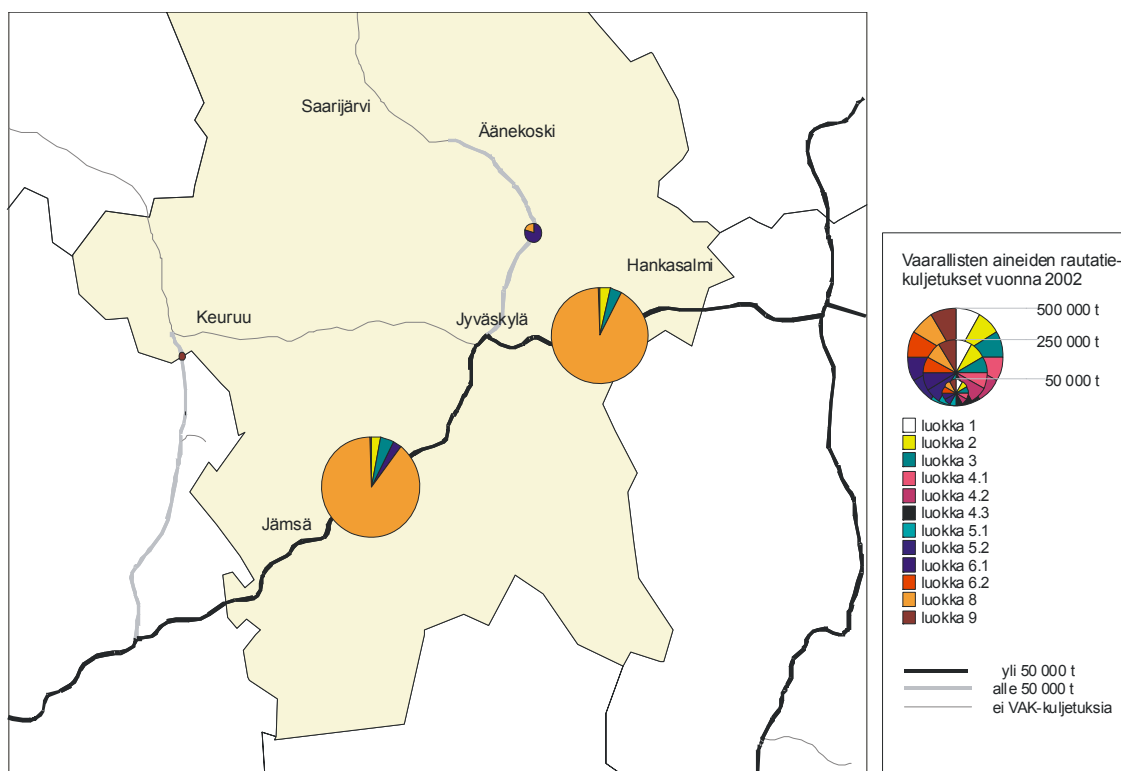 Saarijärvi
Äänekoski
Hankasalmi
Keuruu
Jyväskylä
Jämsä
Vaarallisten aineiden rautatie-
kuljetukset vuonna 2002
500 000 t
250 000 t
50 000 t
luokka 1
luokka 2
luokka 3
luokka 4.1
luokka 4.2
luokka 4.3
luokka 5.1
luokka 5.2
luokka 6.1
luokka 6.2
luokka 8
luokka 9
yli 50 000 t
alle 50 000 t
ei VAK-kuljetuksia